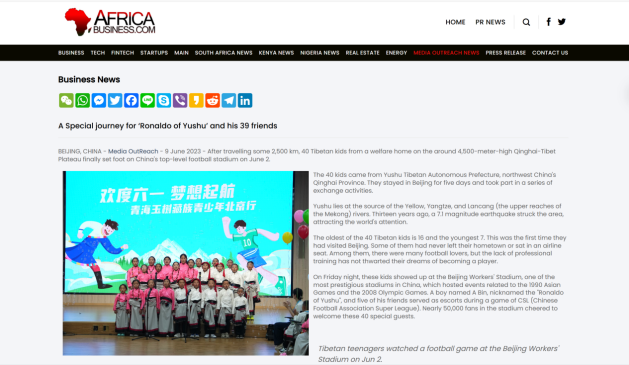 AFRICA
BUSINESS.COM
HOME PR NEWS
BUSINESS TECH FINTECH STARTUPS MAIN SOUTH AFRICA NEWS KENYA NEWS NIGERIA NEWS REAL ESTATE ENERGY MEDIA OUTREACH NEWS PRESS RELEASE CONTACT US
Business News
A Special journey for 'Ronaldo of Yushu' and his 39 friends
BEIJING, CHINA - Media OutReach - 9 June 2023 - After travelling some 2,500 km, 40 Tibetan kids from a welfare home on the around 4,500-meter-high Qinghai-Tibet
Plateau finally set foot on China's top-level football stadium on June 2.
欢度六一 梦想起航
青海玉树藏族青少年北京行
The 40 kids came from Yushu Tibetan Autonomous Prefecture, northwest China's
Qinghai Province. They stayed in Beijing for five days and took part in a series of
exchange activities.
Yushu lies at the source of the Yellow, Yangtze, and Lancang (the upper reaches of
the Mekong) rivers. Thirteen years ago, a 7.1 magnitude earthquake struck the area,
attracting the world's attention.
The oldest of the 40 Tibetan kids is 16 and the youngest 7. This was the first time they
had visited Beijing. Some of them had never left their hometown or sat in an airline
seat. Among them, there were many football lovers, but the lack of professional
training has not thwarted their dreams of becoming a player.
On Friday night, these kids showed up at the Beijing Workers' Stadium, one of the
most prestigious stadiums in China, which hosted events related to the 1990 Asian
Games and the 2008 Olympic Games. A boy named A Bin, nicknamed the "Ronaldo
of Yushu", and five of his friends served as escorts during a game of CSL (Chinese
Football Association Super League). Nearly 50,000 fans in the stadium cheered to
welcome these 40 special guests.
Tibetan teenagers watched a football game at the Beijing Workers'
Stadium on Jun 2.